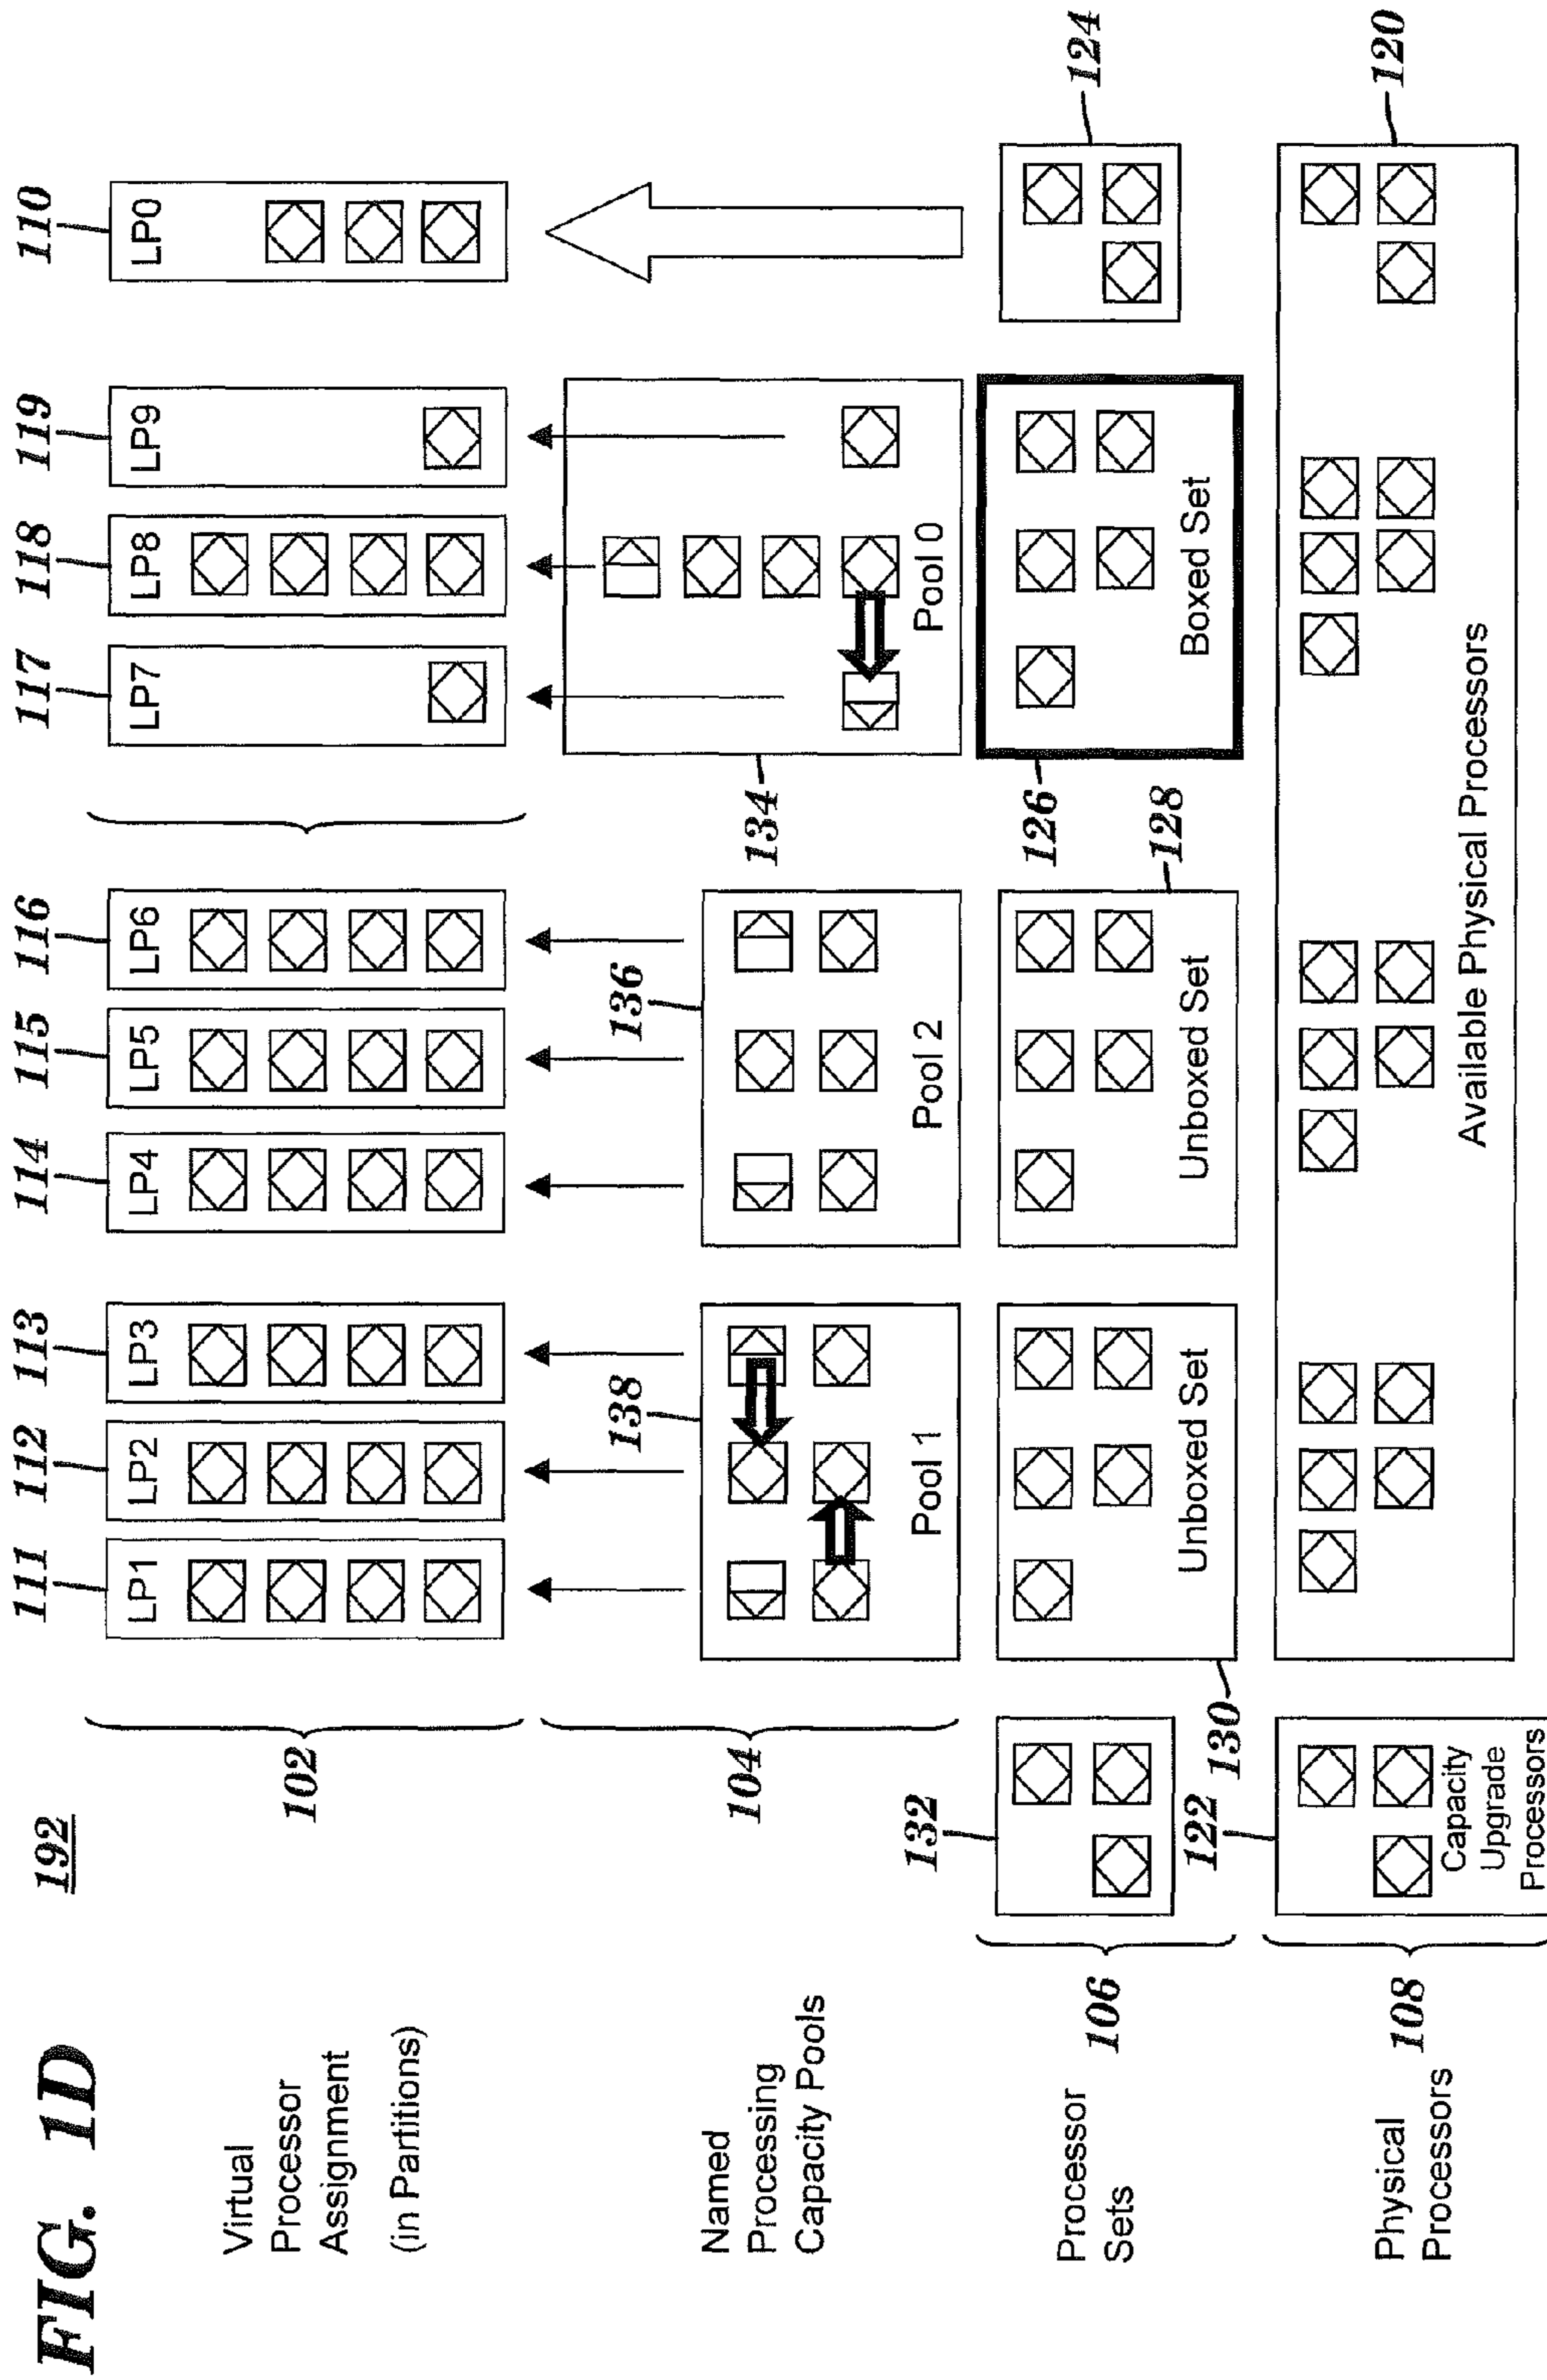 FIG. 1D
192
111
112
113
114
115
116
117
118
119
110
Virtual
Processor
Assignment
(in Partitions)
102
LP1
LP2
LP3
LP4
LP5
LP6
LP7
LP8
LP9
LP0
138
136
134
Named
Processing
Capacity Pools
104
Pool 1
Pool 2
Pool 0
Processor
Sets
106
132
130
Unboxed Set
128
Unboxed Set
126
Boxed Set
124
Physical
Processors
108
122
Capacity
Upgrade
Processors
Available Physical Processors
120